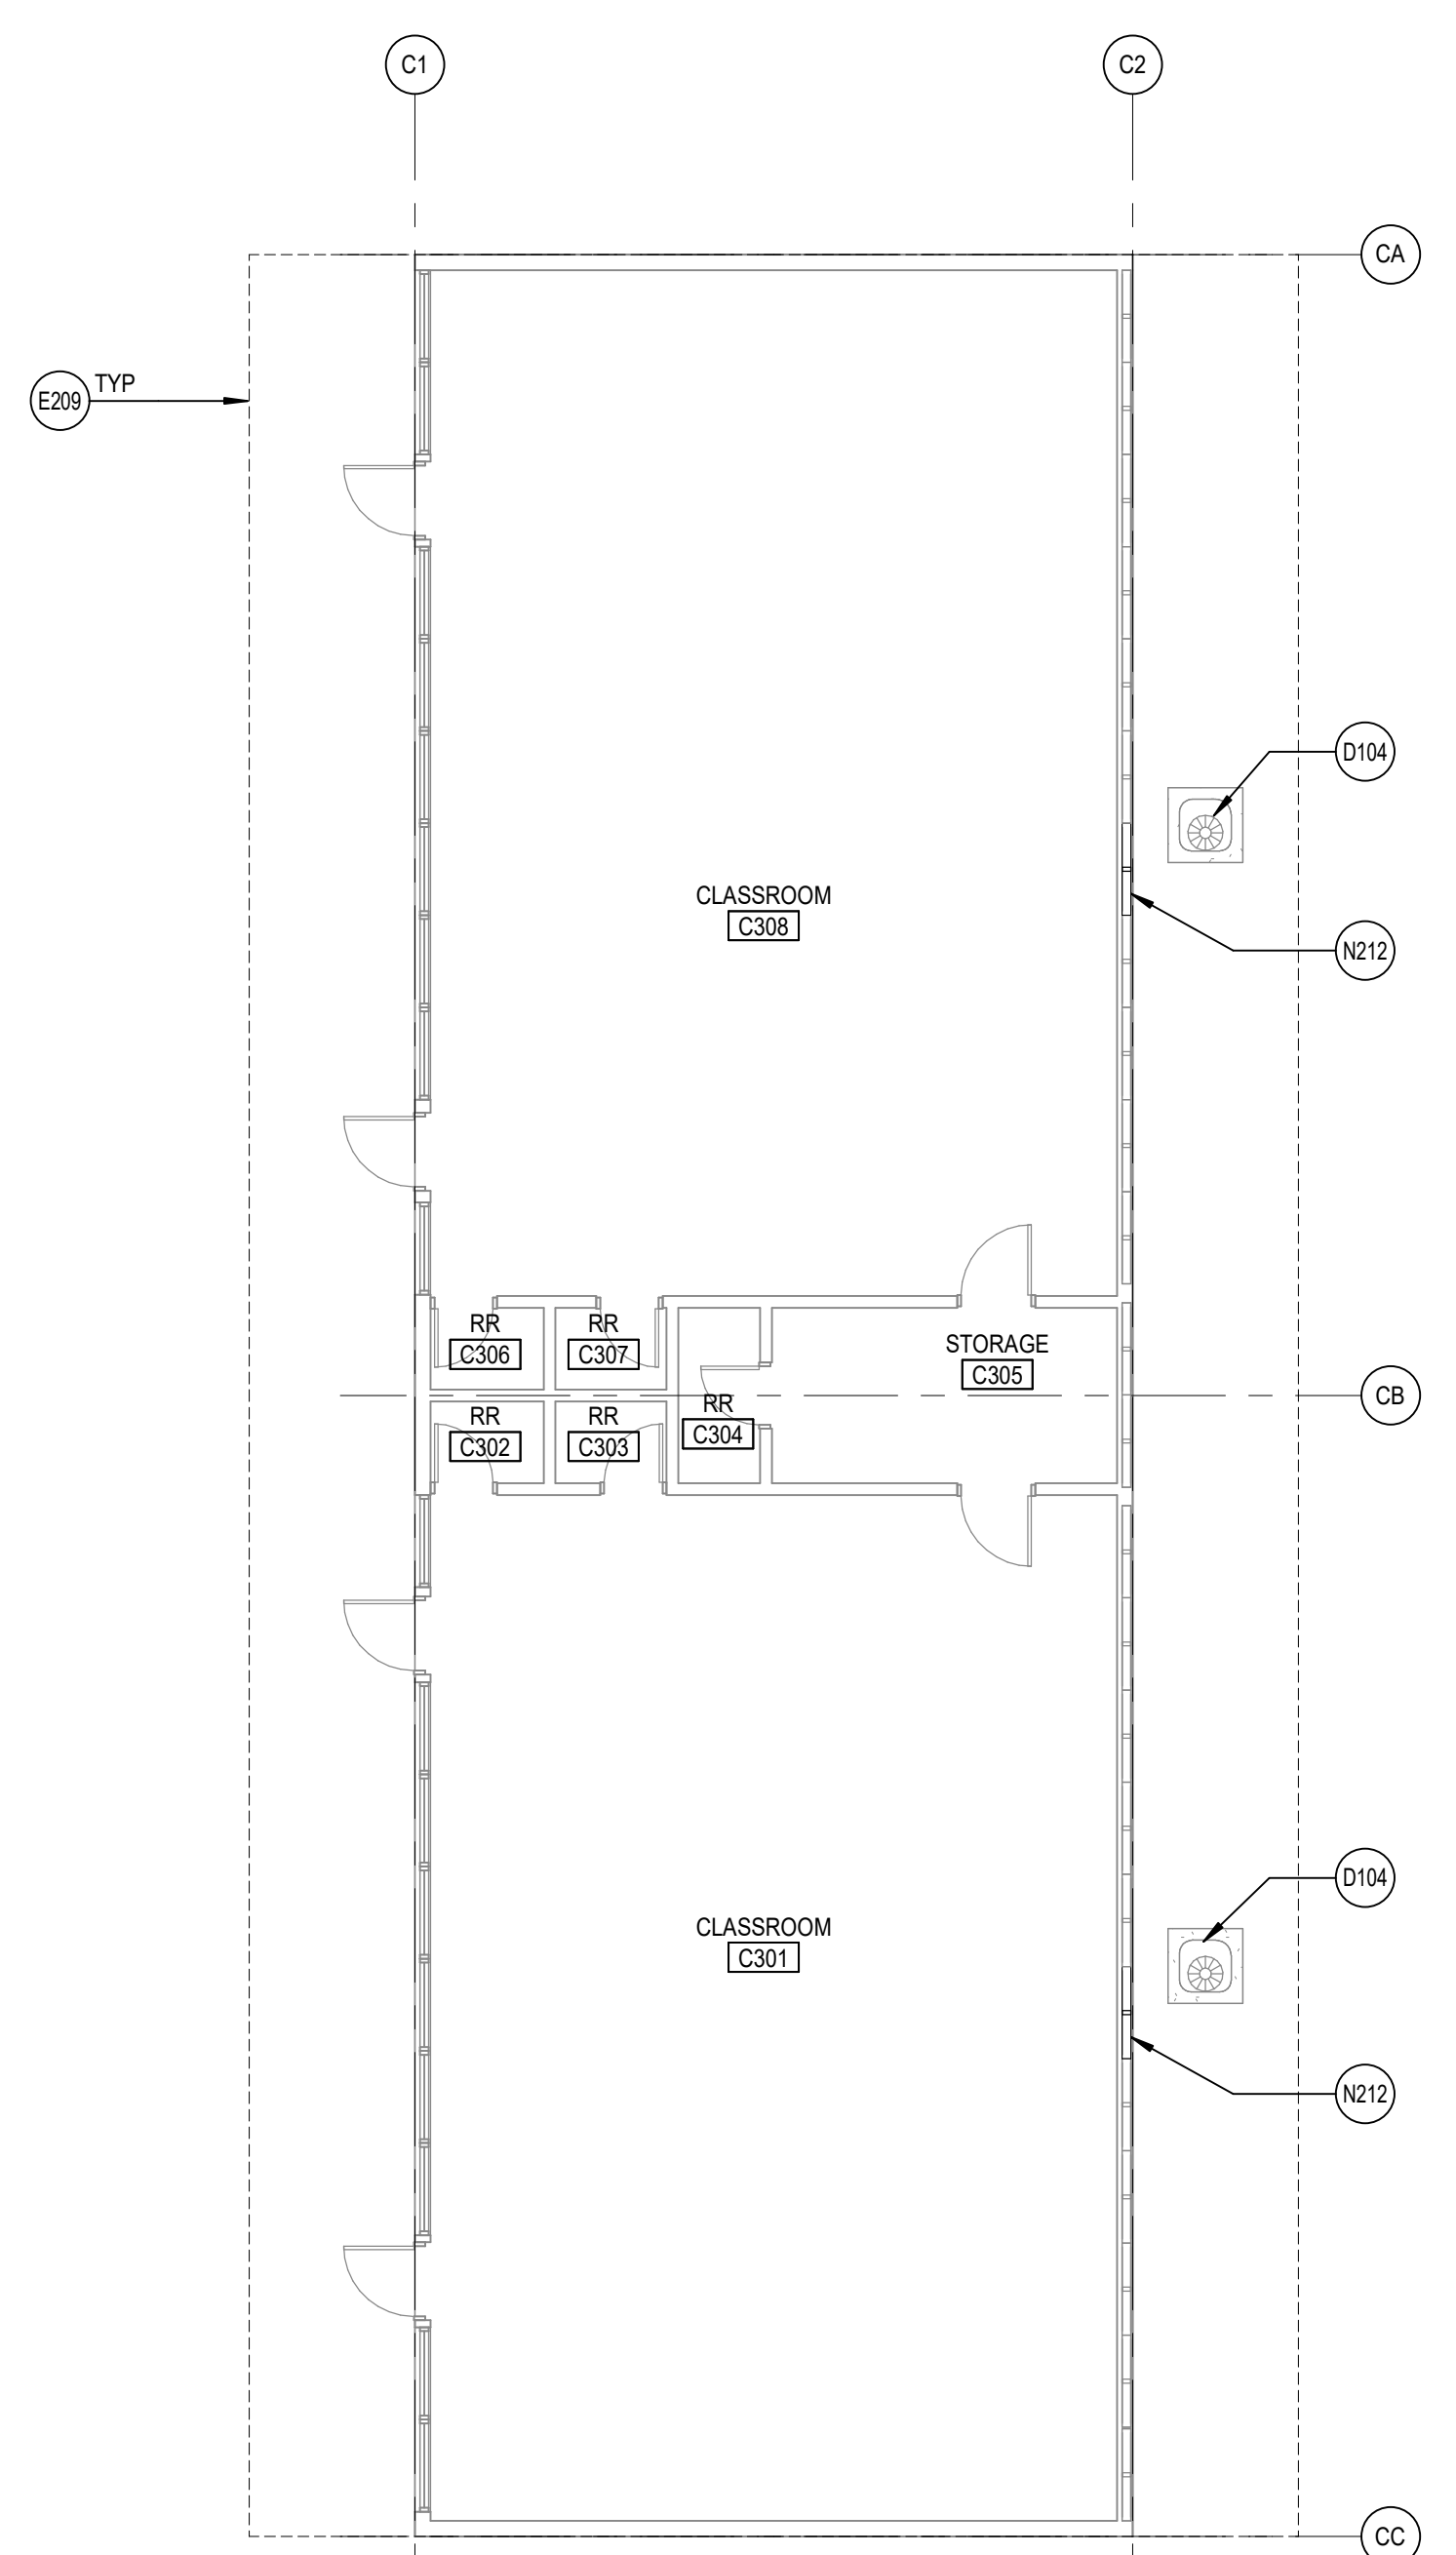 C1
C2
CA
E209
TYP
D104
CLASSROOM
C308
N212
RR
C306
RR
C307
STORAGE
C305
CB
RR
C304
RR
C302
RR
C303
D104
CLASSROOM
C301
N212
CC